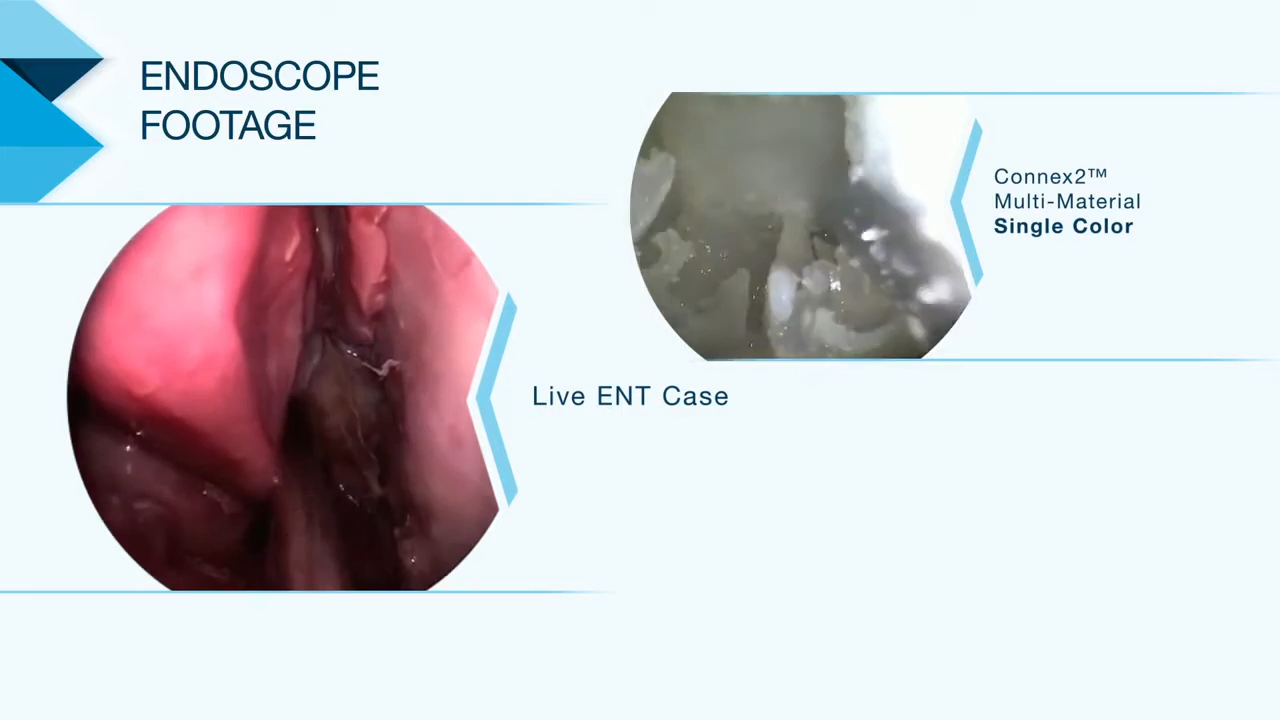 ENDOSCOPE
FOOTAGE
Connex2™
Multi-Material
Single Color
Live ENT Case